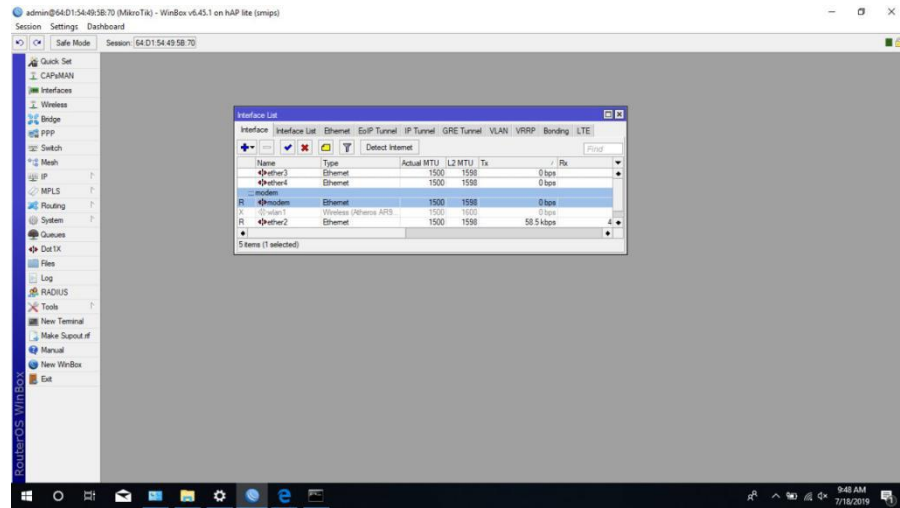 admin@64:D1:54:49:5B:70 (MikroTik) - WinBox v6.45.1 on hAP lite (smips)
Session Settings Dashboard
Safe Mode Session: 64:D1:54:49:5B:70
Quick Set
CAPsMAN
Interfaces
Wireless
Bridge
PPP
Switch
Mesh
IP
MPLS
Routing
System
Queues
Dot1X
Files
Log
RADIUS
Tools
New Terminal
Make Supout.rif
Manual
New WinBox
Exit
RouterOS WinBox
Interface List
Interface Interface List Ethernet EoIP Tunnel IP Tunnel GRE Tunnel VLAN VRRP Bonding LTE
Detect Internet Find
Name Type Actual MTU L2 MTU Tx Rx
ether3 Ethernet 1500 1598 0 bps
ether4 Ethernet 1500 1598 0 bps
::: modem
R modem Ethernet 1500 1598 0 bps
X wlan1 Wireless (Atheros AR9... 1500 1600 0 bps
R ether2 Ethernet 1500 1598 58.5 kbps 4
5 items (1 selected)
9:48 AM
7/18/2019